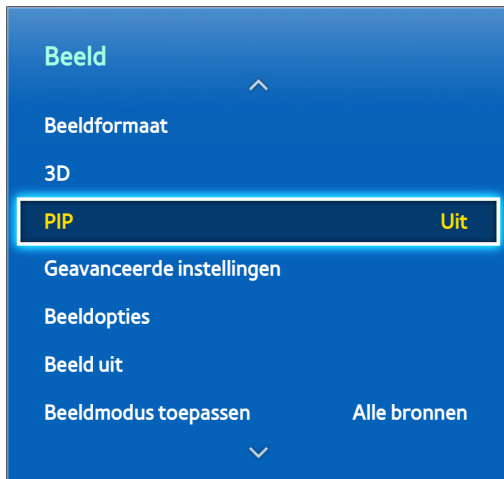 Beeld
Beeldformaat
3D
PIP Uit
Geavanceerde instellingen
Beeldopties
Beeld uit
Beeldmodus toepassen Alle bronnen